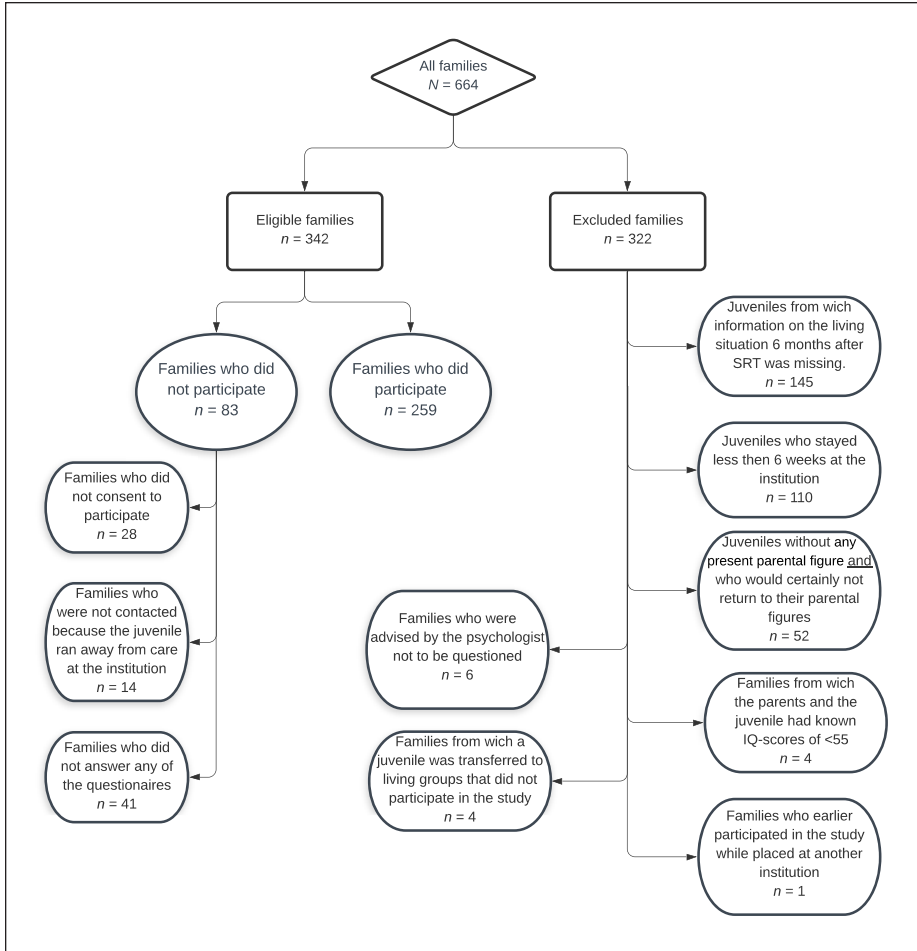 All families
N = 664
Eligible families
n = 342
Excluded families
n = 322
Families who did
not participate
n = 83
Families who did
participate
n = 259
Families who did
not consent to
participate
n = 28
Families who
were not contacted
because the juvenile
ran away from care
at the institution
n = 14
Families who did
not answer any of
the questionaires
n = 41
Juveniles from wich
information on the living
situation 6 months after
SRT was missing.
n = 145
Juveniles who stayed
less then 6 weeks at the
institution
n = 110
Juveniles without any
present parental figure and
who would certainly not
return to their parental
figures
n = 52
Families who were
advised by the psychologist
not to be questioned
n = 6
Families from wich
the parents and the
juvenile had known
IQ-scores of <55
n = 4
Families from wich a
juvenile was transferred to
living groups that did not
participate in the study
n = 4
Families who earlier
participated in the study
while placed at another
institution
n = 1